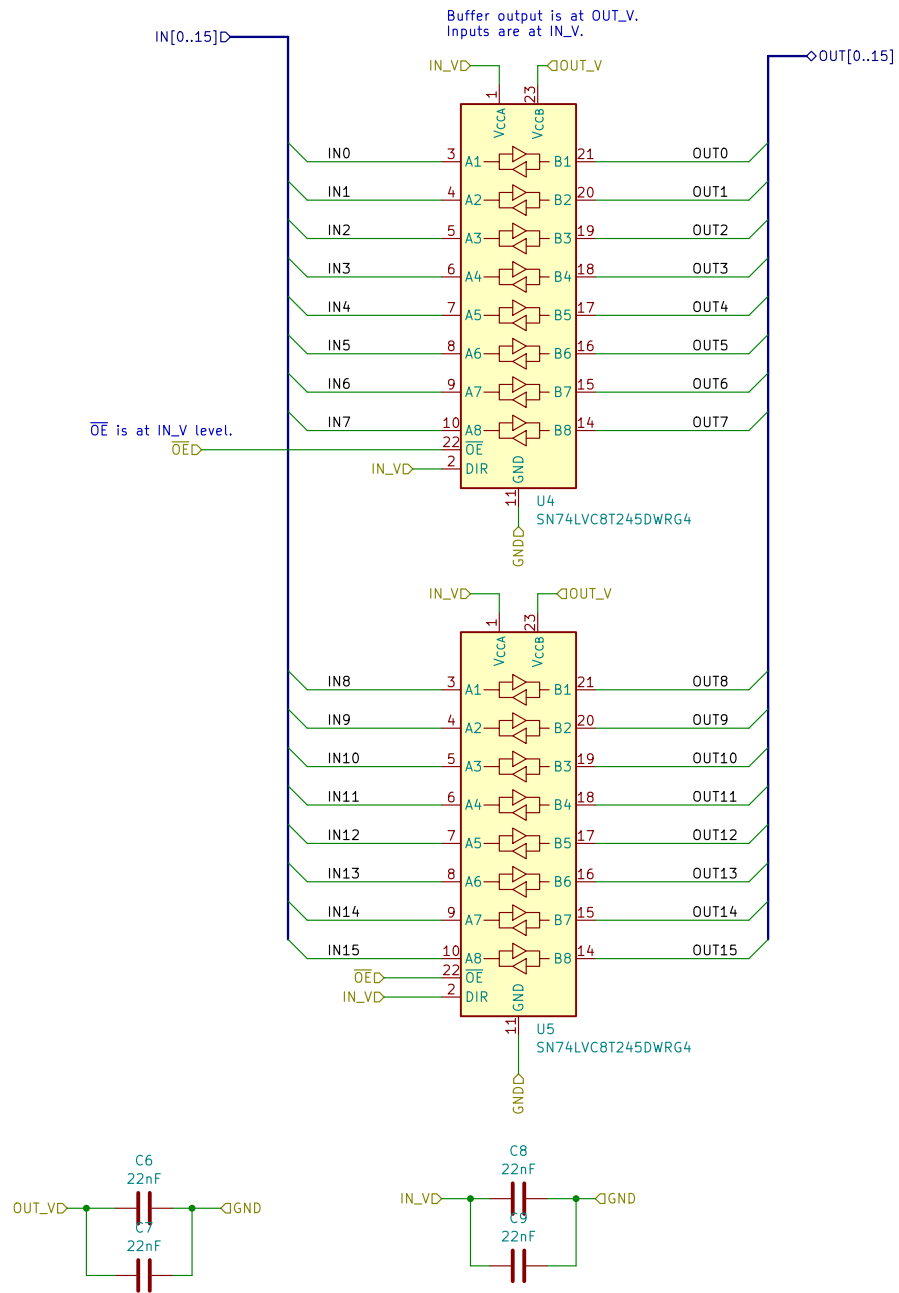 Buffer output is at OUT_V.
Inputs are at IN_V.
IN[0..15]
OUT[0..15]
IN_V
OUT_V
1
23
VCCA
VCCB
IN0 3 A1 B1 21 OUT0
IN1 4 A2 B2 20 OUT1
IN2 5 A3 B3 19 OUT2
IN3 6 A4 B4 18 OUT3
IN4 7 A5 B5 17 OUT4
IN5 8 A6 B6 16 OUT5
IN6 9 A7 B7 15 OUT6
IN7 10 A8 B8 14 OUT7
OE is at IN_V level.
OE 22 OE
IN_V 2 DIR
GND
11
U4
SN74LVC8T245DWRG4
GND
IN_V
OUT_V
1
23
VCCA
VCCB
IN8 3 A1 B1 21 OUT8
IN9 4 A2 B2 20 OUT9
IN10 5 A3 B3 19 OUT10
IN11 6 A4 B4 18 OUT11
IN12 7 A5 B5 17 OUT12
IN13 8 A6 B6 16 OUT13
IN14 9 A7 B7 15 OUT14
IN15 10 A8 B8 14 OUT15
OE 22 OE
IN_V 2 DIR
GND
11
U5
SN74LVC8T245DWRG4
GND
C6
22nF
OUT_V
GND
C7
22nF
C8
22nF
IN_V
GND
C9
22nF